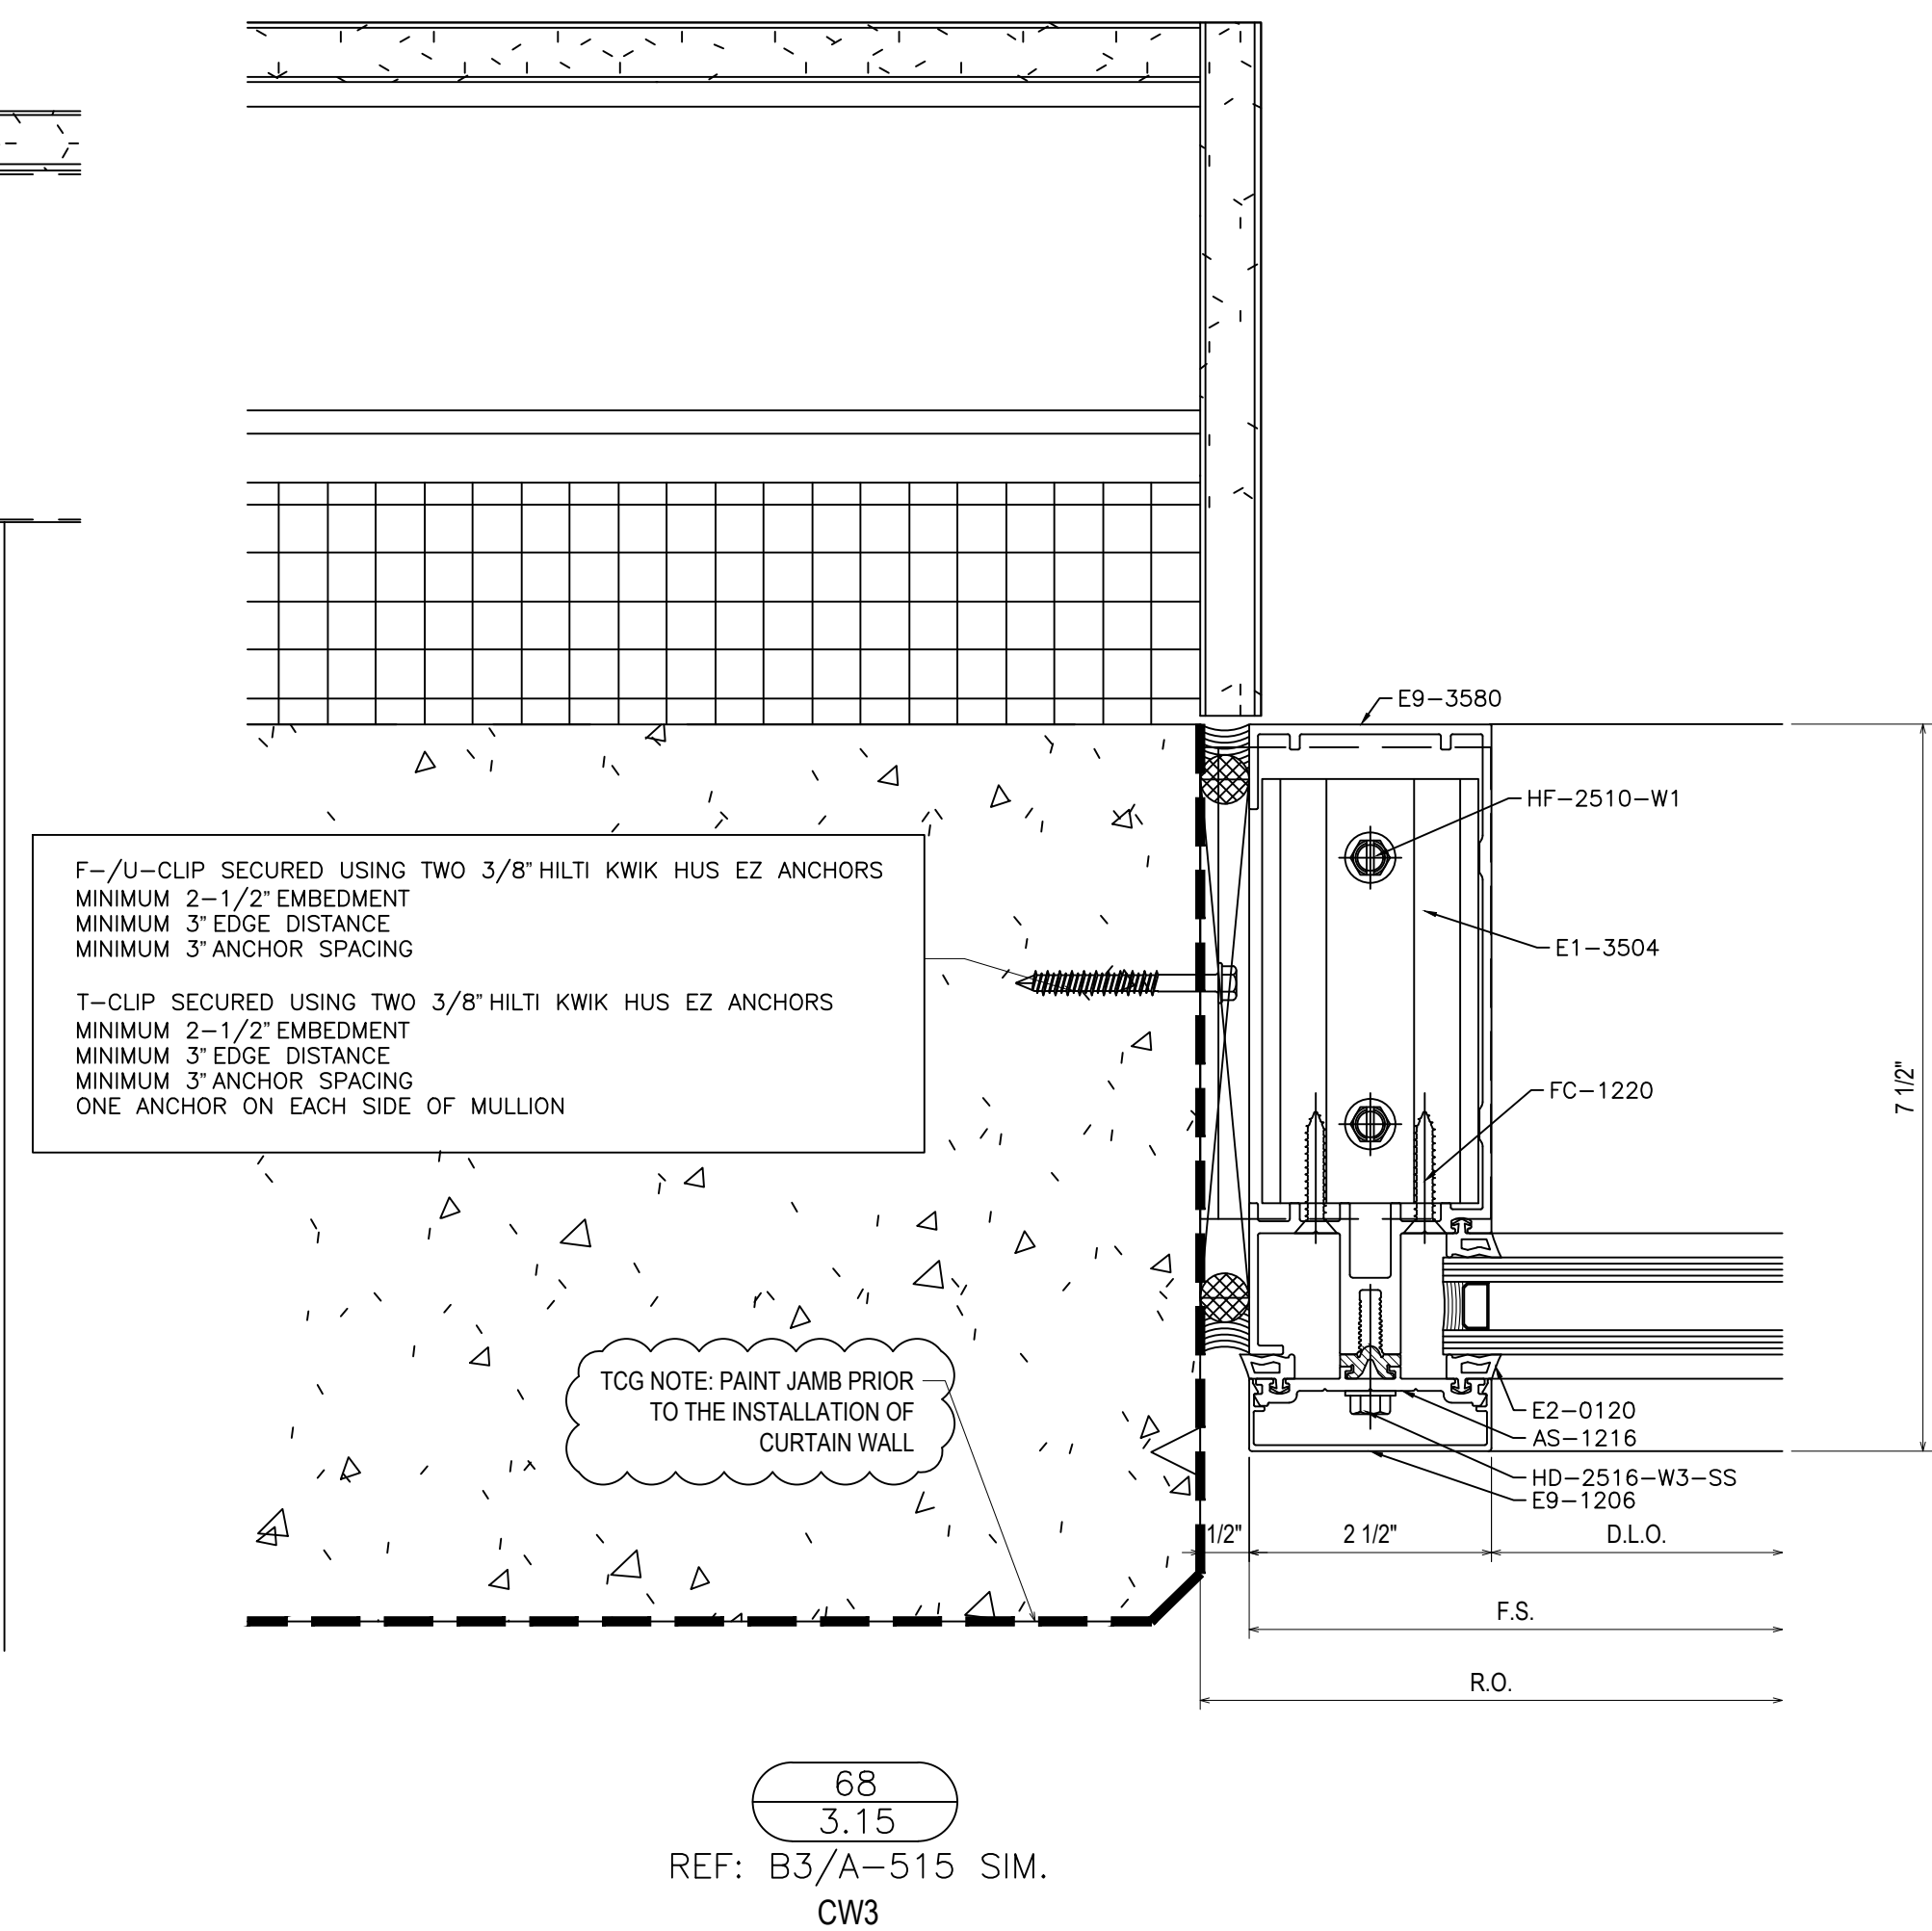 E9-3580
HF-2510-W1
F-/U-CLIP SECURED USING TWO 3/8" HILTI KWIK HUS EZ ANCHORS
MINIMUM 2-1/2" EMBEDMENT
MINIMUM 3" EDGE DISTANCE
MINIMUM 3" ANCHOR SPACING
T-CLIP SECURED USING TWO 3/8" HILTI KWIK HUS EZ ANCHORS
MINIMUM 2-1/2" EMBEDMENT
MINIMUM 3" EDGE DISTANCE
MINIMUM 3" ANCHOR SPACING
ONE ANCHOR ON EACH SIDE OF MULLION
E1-3504
FC-1220
7 1/2"
TCG NOTE: PAINT JAMB PRIOR
TO THE INSTALLATION OF
CURTAIN WALL
E2-0120
AS-1216
HD-2516-W3-SS
E9-1206
1/2"
2 1/2"
D.L.O.
F.S.
R.O.
68
3.15
REF: B3/A-515 SIM.
CW3